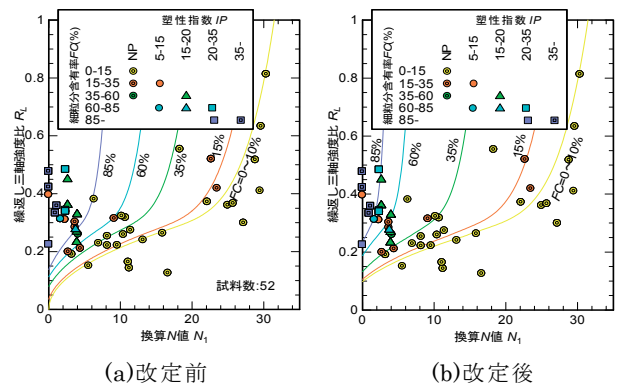 塑性指数 IP
細粒分含有率FC(%)
NP
5-15
15-20
20-35
35-
0-15
15-35
35-60
60-85
85-
繰返し三軸強度比 RL
1
0.8
0.6
0.4
0.2
0
85%
60%
35%
15%
FC=0~10%
試料数:52
0 10 20 30
換算N値 N1
(a)改定前
塑性指数 IP
細粒分含有率FC(%)
NP
5-15
15-20
20-35
35-
0-15
15-35
35-60
60-85
85-
繰返し三軸強度比 RL
1
0.8
0.6
0.4
0.2
0
85%
60%
35%
15%
FC=0~10%
0 10 20 30
換算N値 N1
(b)改定後